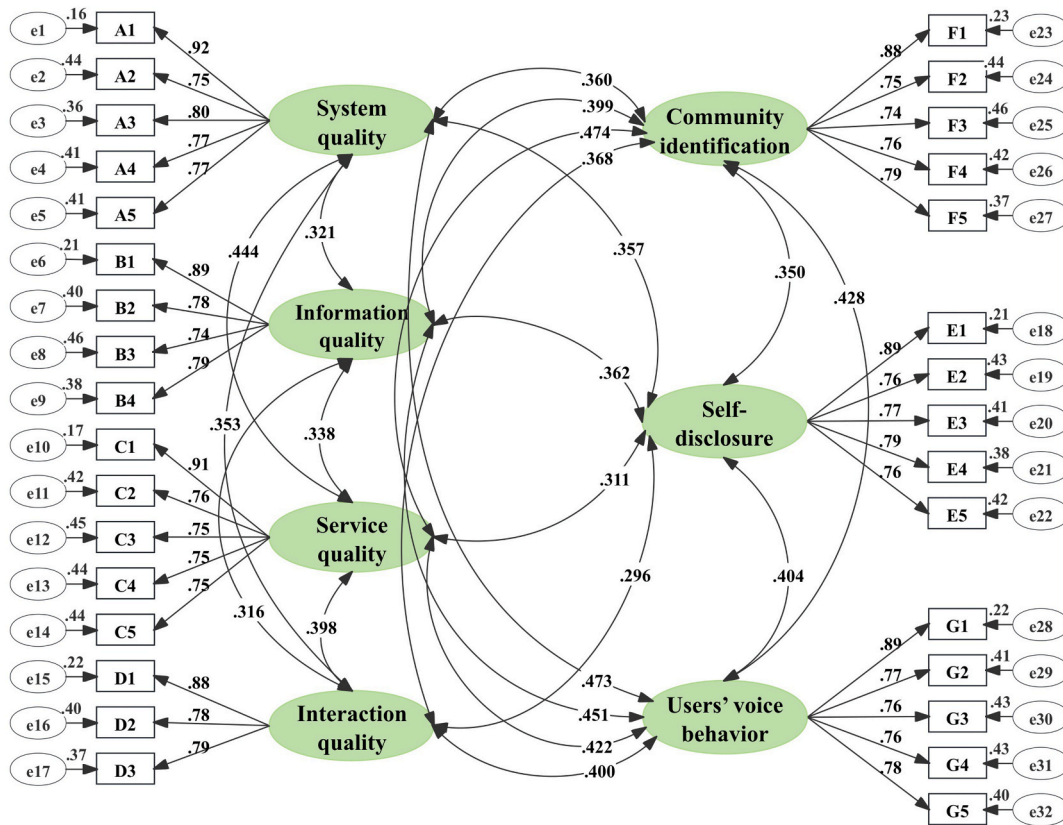 e1 .16 A1 .92
e2 .44 A2 .75
e3 .36 A3 .80
e4 .41 A4 .77
e5 .41 A5 .77
System
quality
e6 .21 B1 .89
e7 .40 B2 .78
e8 .46 B3 .74
e9 .38 B4 .79
Information
quality
e10 .17 C1 .91
e11 .42 C2 .76
e12 .45 C3 .75
e13 .44 C4 .75
e14 .44 C5 .75
Service
quality
e15 .22 D1 .88
e16 .40 D2 .78
e17 .37 D3 .79
Interaction
quality
.444
.321
.353
.338
.316
.398
.360
.399
.474
.368
.357
.362
.311
.296
.473
.451
.422
.400
.350
.428
.404
Community
identification
.88 F1 .23 e23
.75 F2 .44 e24
.74 F3 .46 e25
.76 F4 .42 e26
.79 F5 .37 e27
Self-
disclosure
.89 E1 .21 e18
.76 E2 .43 e19
.77 E3 .41 e20
.79 E4 .38 e21
.76 E5 .42 e22
Users' voice
behavior
.89 G1 .22 e28
.77 G2 .41 e29
.76 G3 .43 e30
.76 G4 .43 e31
.78 G5 .40 e32